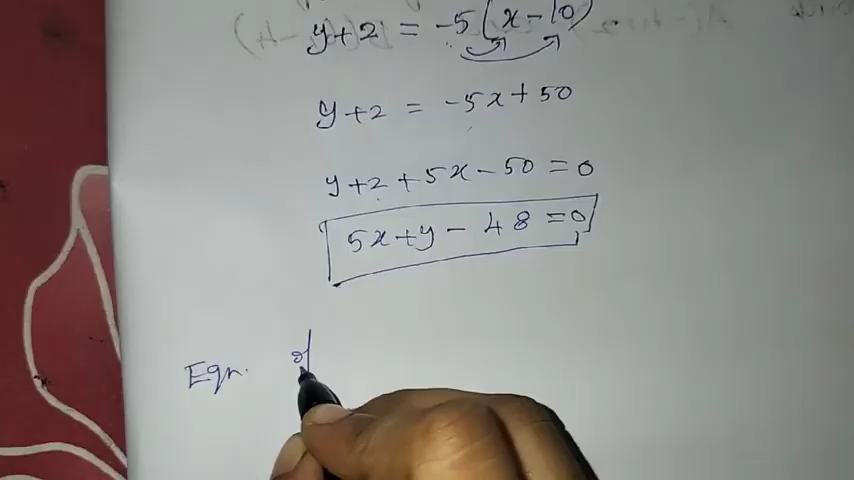 y+2 = -5(x-10)
y+2 = -5x+50
y+2+5x-50=0
5x+y-48=0
Eqn. of